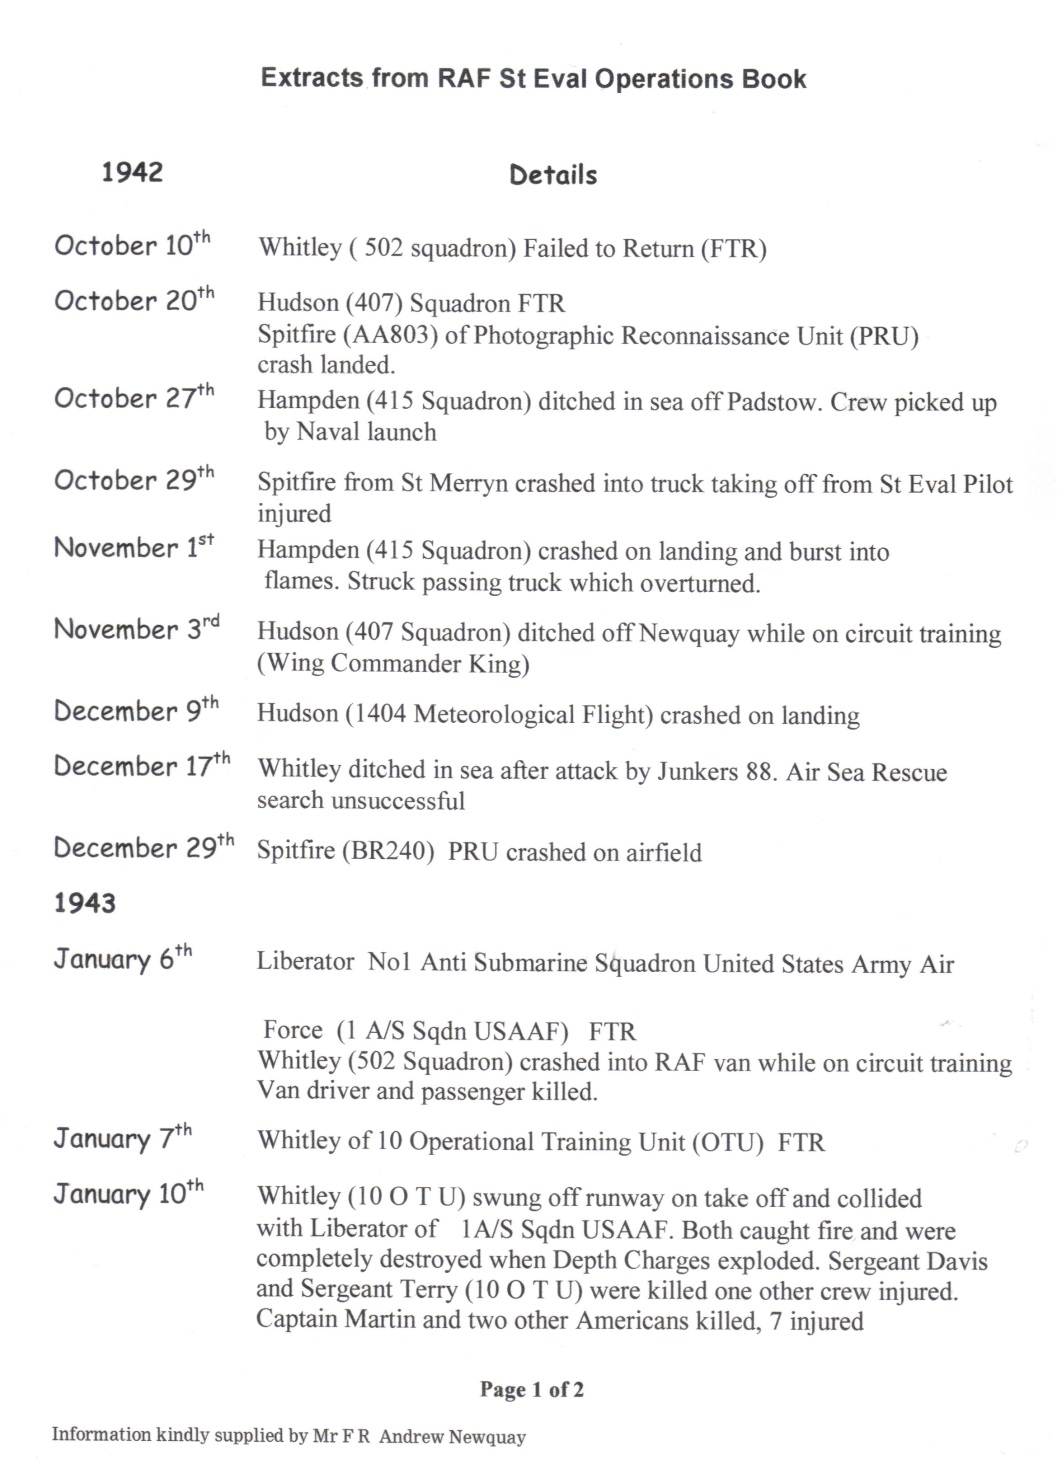 Extracts from RAF St Eval Operations Book
1942 Details
October 10th Whitley ( 502 squadron) Failed to Return (FTR)
October 20th Hudson (407) Squadron FTR
Spitfire (AA803) of Photographic Reconnaissance Unit (PRU)
crash landed.
October 27th Hampden (415 Squadron) ditched in sea off Padstow. Crew picked up
by Naval launch
October 29th Spitfire from St Merryn crashed into truck taking off from St Eval Pilot
injured
November 1st Hampden (415 Squadron) crashed on landing and burst into
flames. Struck passing truck which overturned.
November 3rd Hudson (407 Squadron) ditched off Newquay while on circuit training
(Wing Commander King)
December 9th Hudson (1404 Meteorological Flight) crashed on landing
December 17th Whitley ditched in sea after attack by Junkers 88. Air Sea Rescue
search unsuccessful
December 29th Spitfire (BR240) PRU crashed on airfield
1943
January 6th Liberator No1 Anti Submarine Squadron United States Army Air
Force (1 A/S Sqdn USAAF) FTR
Whitley (502 Squadron) crashed into RAF van while on circuit training
Van driver and passenger killed.
January 7th Whitley of 10 Operational Training Unit (OTU) FTR
January 10th Whitley (10 O T U) swung off runway on take off and collided
with Liberator of 1A/S Sqdn USAAF. Both caught fire and were
completely destroyed when Depth Charges exploded. Sergeant Davis
and Sergeant Terry (10 O T U) were killed one other crew injured.
Captain Martin and two other Americans killed, 7 injured
Page 1 of 2
Information kindly supplied by Mr F R Andrew Newquay